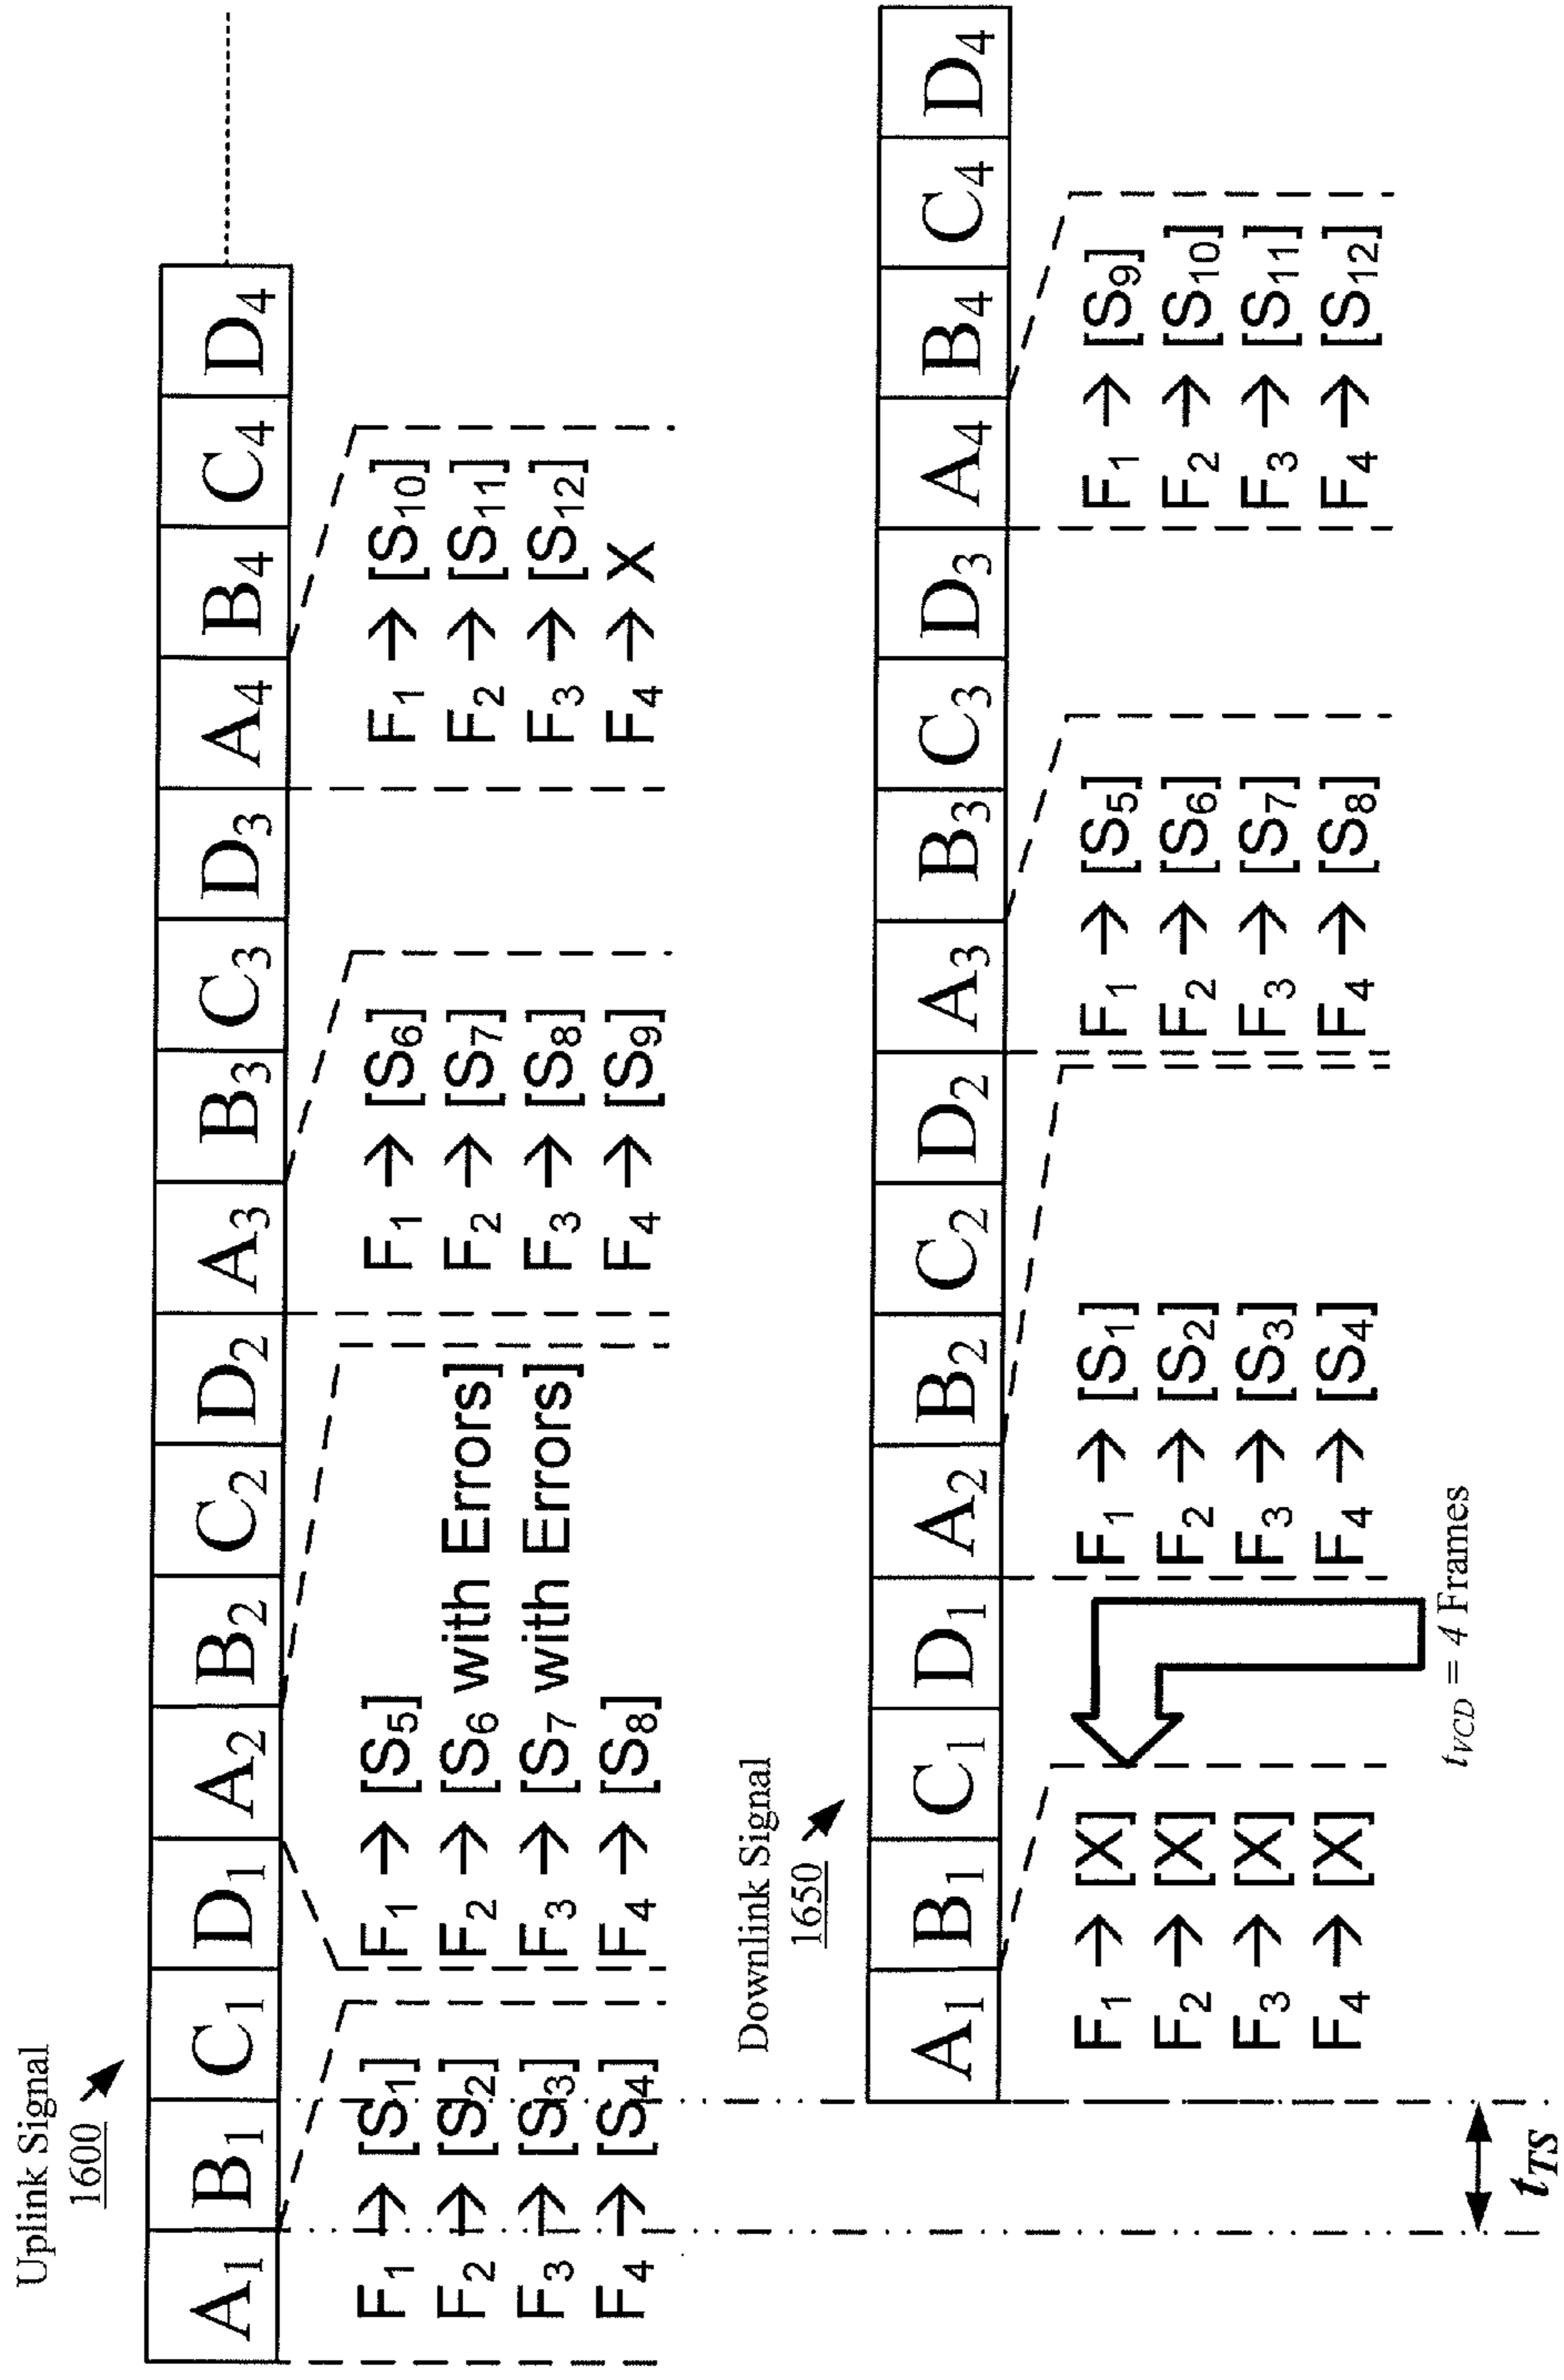 Uplink Signal
1600
A1 B1 C1 D1 A2 B2 C2 D2 A3 B3 C3 D3 A4 B4 C4 D4
F1 → [S1]
F2 → [S2]
F3 → [S3]
F4 → [S4]
F1 → [S5]
F2 → [S6 with Errors]
F3 → [S7 with Errors]
F4 → [S8]
F1 → [S6]
F2 → [S7]
F3 → [S8]
F4 → [S9]
F1 → [S10]
F2 → [S11]
F3 → [S12]
F4 → X
Downlink Signal
1650
A1 B1 C1 D1 A2 B2 C2 D2 A3 B3 C3 D3 A4 B4 C4 D4
F1 → [X]
F2 → [X]
F3 → [X]
F4 → [X]
F1 → [S1]
F2 → [S2]
F3 → [S3]
F4 → [S4]
F1 → [S5]
F2 → [S6]
F3 → [S7]
F4 → [S8]
F1 → [S9]
F2 → [S10]
F3 → [S11]
F4 → [S12]
tVCD = 4 Frames
tTS